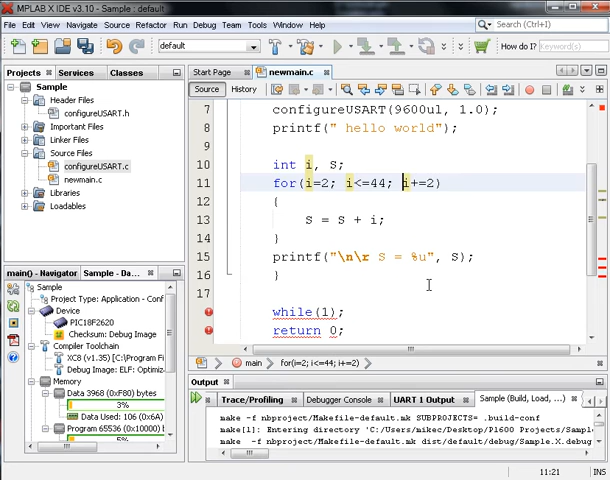 MPLAB X IDE v3.10 - Sample : default
File Edit View Navigate Source Refactor Run Debug Team Tools Window Help
Search (Ctrl+I)
default
How do I? Keyword(s)
Projects Services Classes
Sample
Header Files
configureUSART.h
Important Files
Linker Files
Source Files
configureUSART.c
newmain.c
Libraries
Loadables
Start Page newmain.c
Source History
7 configureUSART(9600ul, 1.0);
8 printf(" hello world");
9
10 int i, S;
11 for(i=2; i<=44; i+=2)
12 {
13 S = S + i;
14 }
15 printf("\n\r S = %u", S);
16 }
17
while(1);
return 0;
main
for(i=2; i<=44; i+=2)
main() - Navigator Sample - Da...
Sample
Project Type: Application - Conf
Device
PIC18F2620
Checksum: Debug Image
Compiler Toolchain
XC8 (v1.35) [C:\Program F
Debug Image: ELF: Optimiz
Memory
Data 3968 (0xF80) bytes
3%
Data Used: 106 (0x6A)
Program 65536 (0x10000) b
5%
Output
Trace/Profiling Debugger Console UART 1 Output Sample (Build, Load, ...)
make -f nbproject/Makefile-default.mk SUBPROJECTS= .build-conf
make[1]: Entering directory 'C:/Users/mikec/Desktop/P1600 Projects/Sample
make -f nbproject/Makefile-default.mk dist/default/debug/Sample.X.debug
11:21 INS